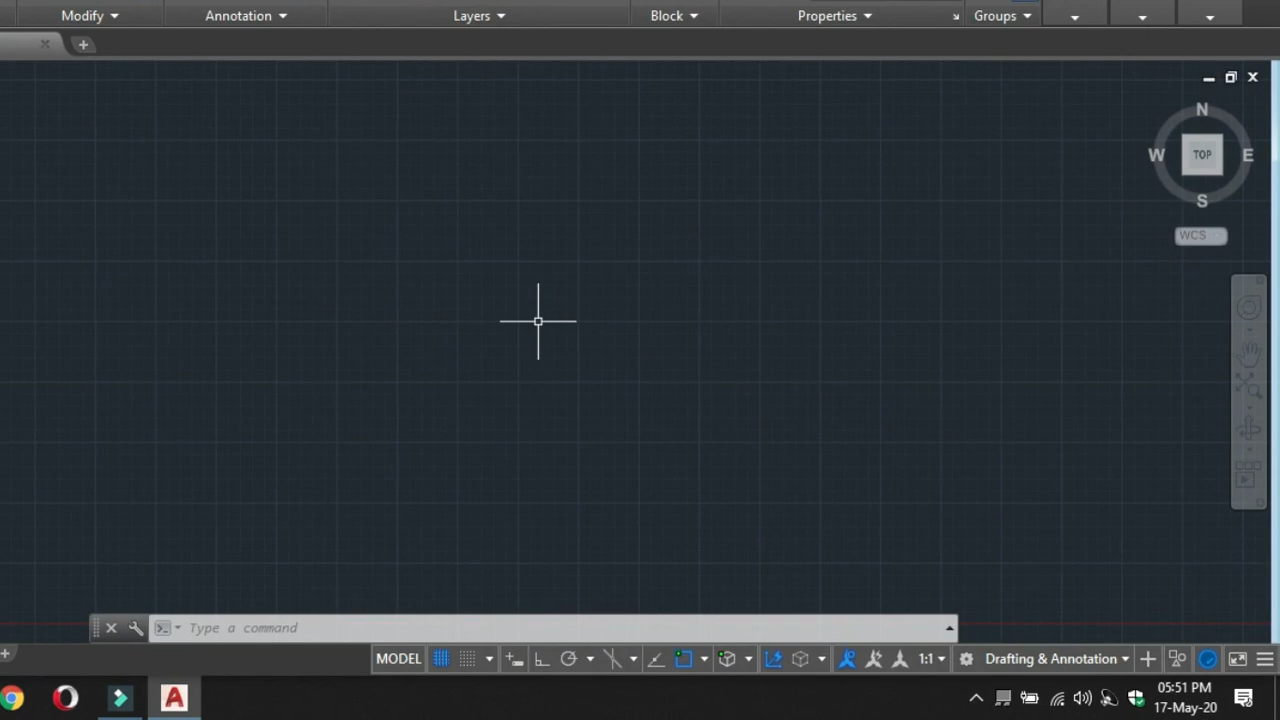 Modify Annotation Layers Block Properties Groups
N
W TOP E
S
WCS
Type a command
MODEL 1:1 Drafting & Annotation
05:51 PM
17-May-20